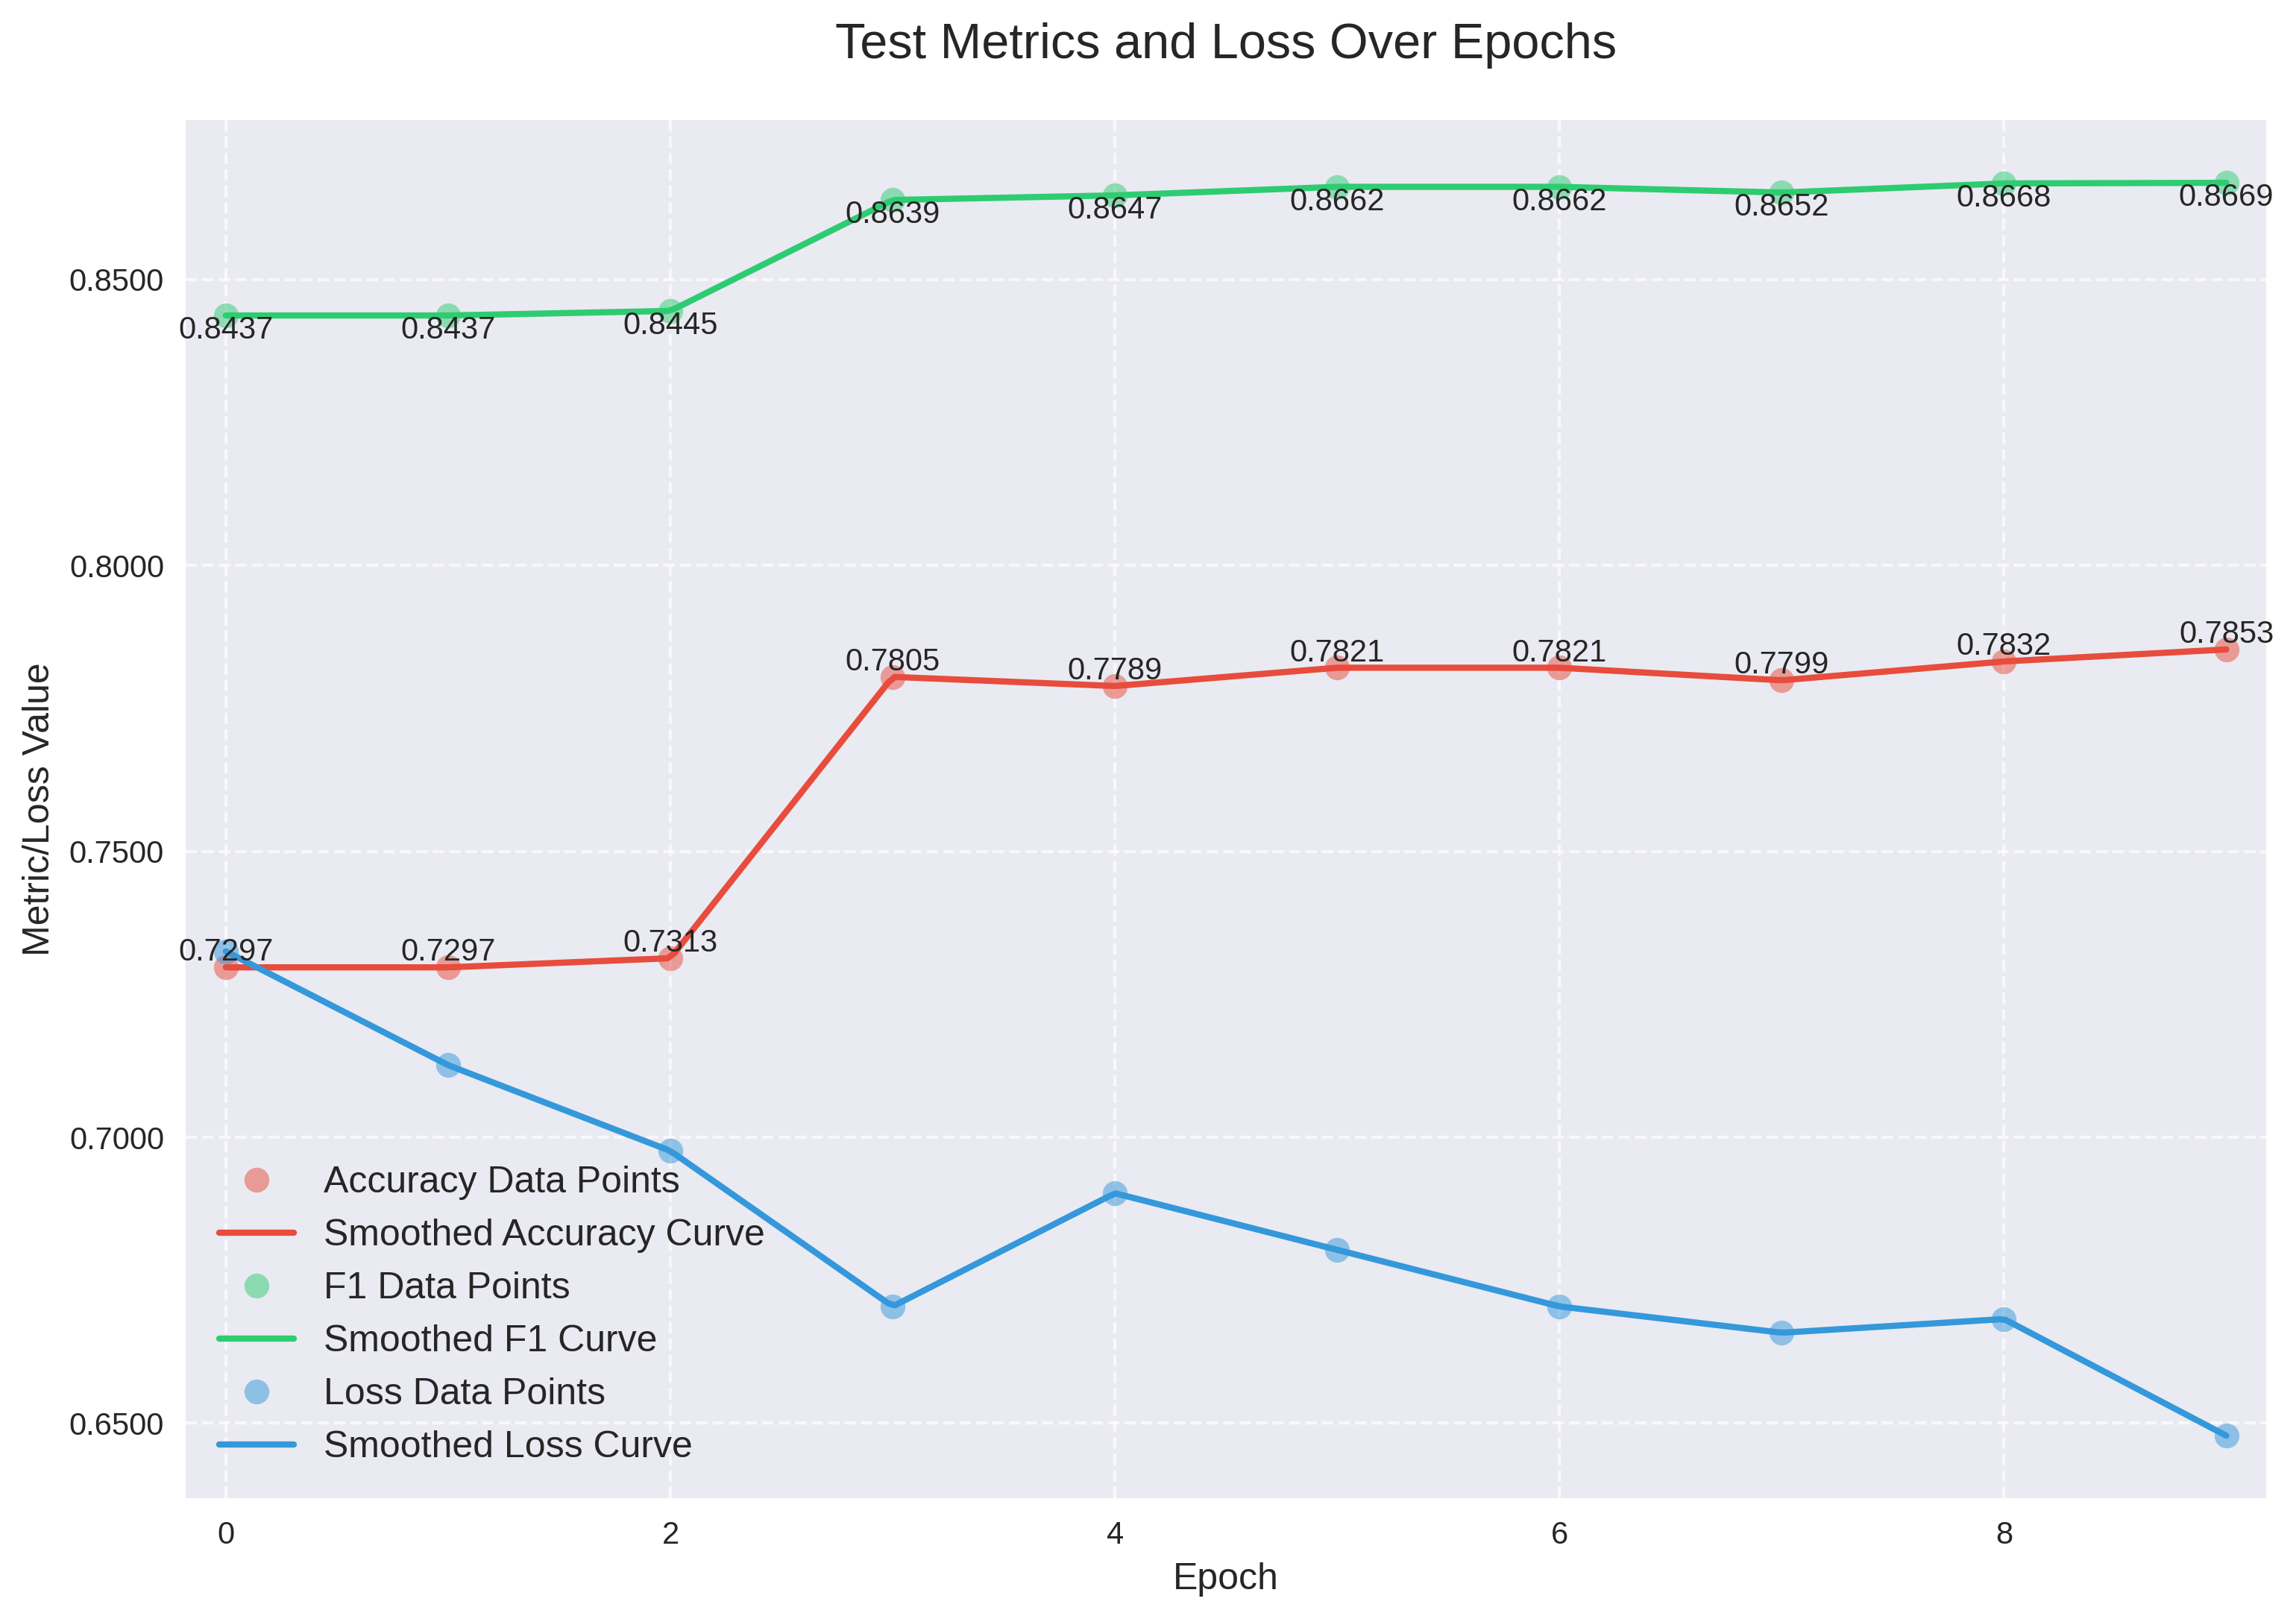 Test Metrics and Loss Over Epochs
0.8639 0.8647 0.8662 0.8662 0.8652 0.8668 0.8669
0.8500
0.8437 0.8437 0.8445
0.8000
0.7805 0.7789 0.7821 0.7821 0.7799 0.7832 0.7853
0.7500
0.7297 0.7297 0.7313
0.7000
0.6500
Metric/Loss Value
Accuracy Data Points
Smoothed Accuracy Curve
F1 Data Points
Smoothed F1 Curve
Loss Data Points
Smoothed Loss Curve
0 2 4 6 8
Epoch